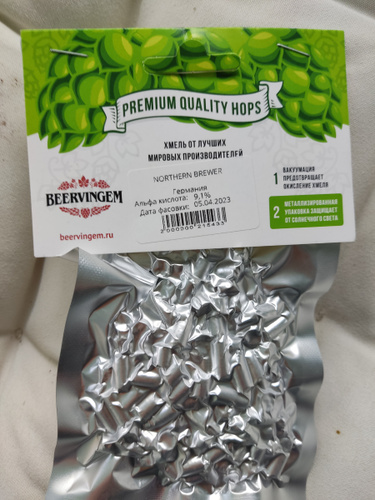 PREMIUM QUALITY HOPS
ХМЕЛЬ ОТ ЛУЧШИХ
МИРОВЫХ ПРОИЗВОДИТЕЛЕЙ
BEERVINGEM
beervingem.ru
NORTHERN BREWER
Германия
Альфа кислота: 9,1%
Дата фасовки: 05.04.2023
2000000216493
1 ВАКУУМАЦИЯ
ПРЕДОТВРАЩАЕТ
ОКИСЛЕНИЕ ХМЕЛЯ
2 МЕТАЛЛИЗИРОВАННАЯ
УПАКОВКА ЗАЩИЩАЕТ
ОТ СОЛНЕЧНОГО СВЕТА